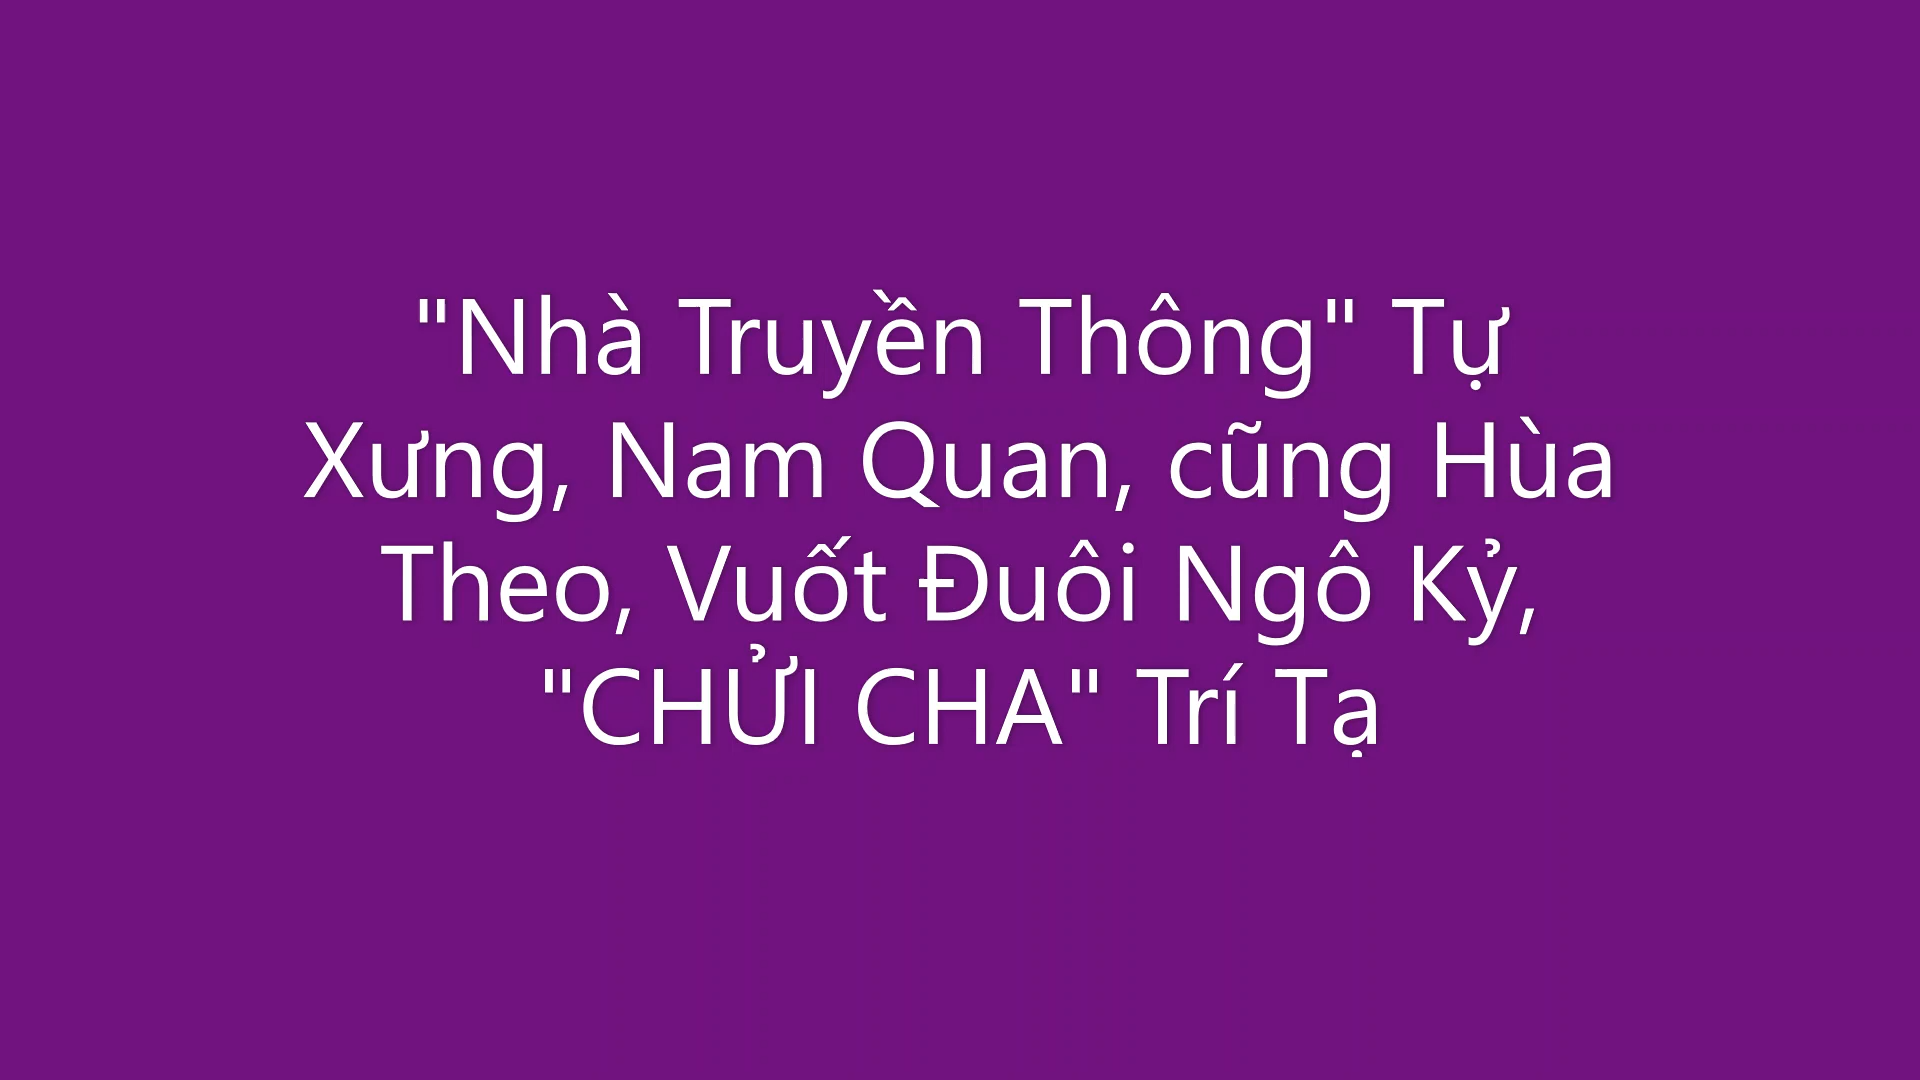 "Nhà Truyền Thông" Tự
Xưng, Nam Quan, cũng Hùa
Theo, Vuốt Đuôi Ngô Kỷ,
"CHỬI CHA" Trí Tạ